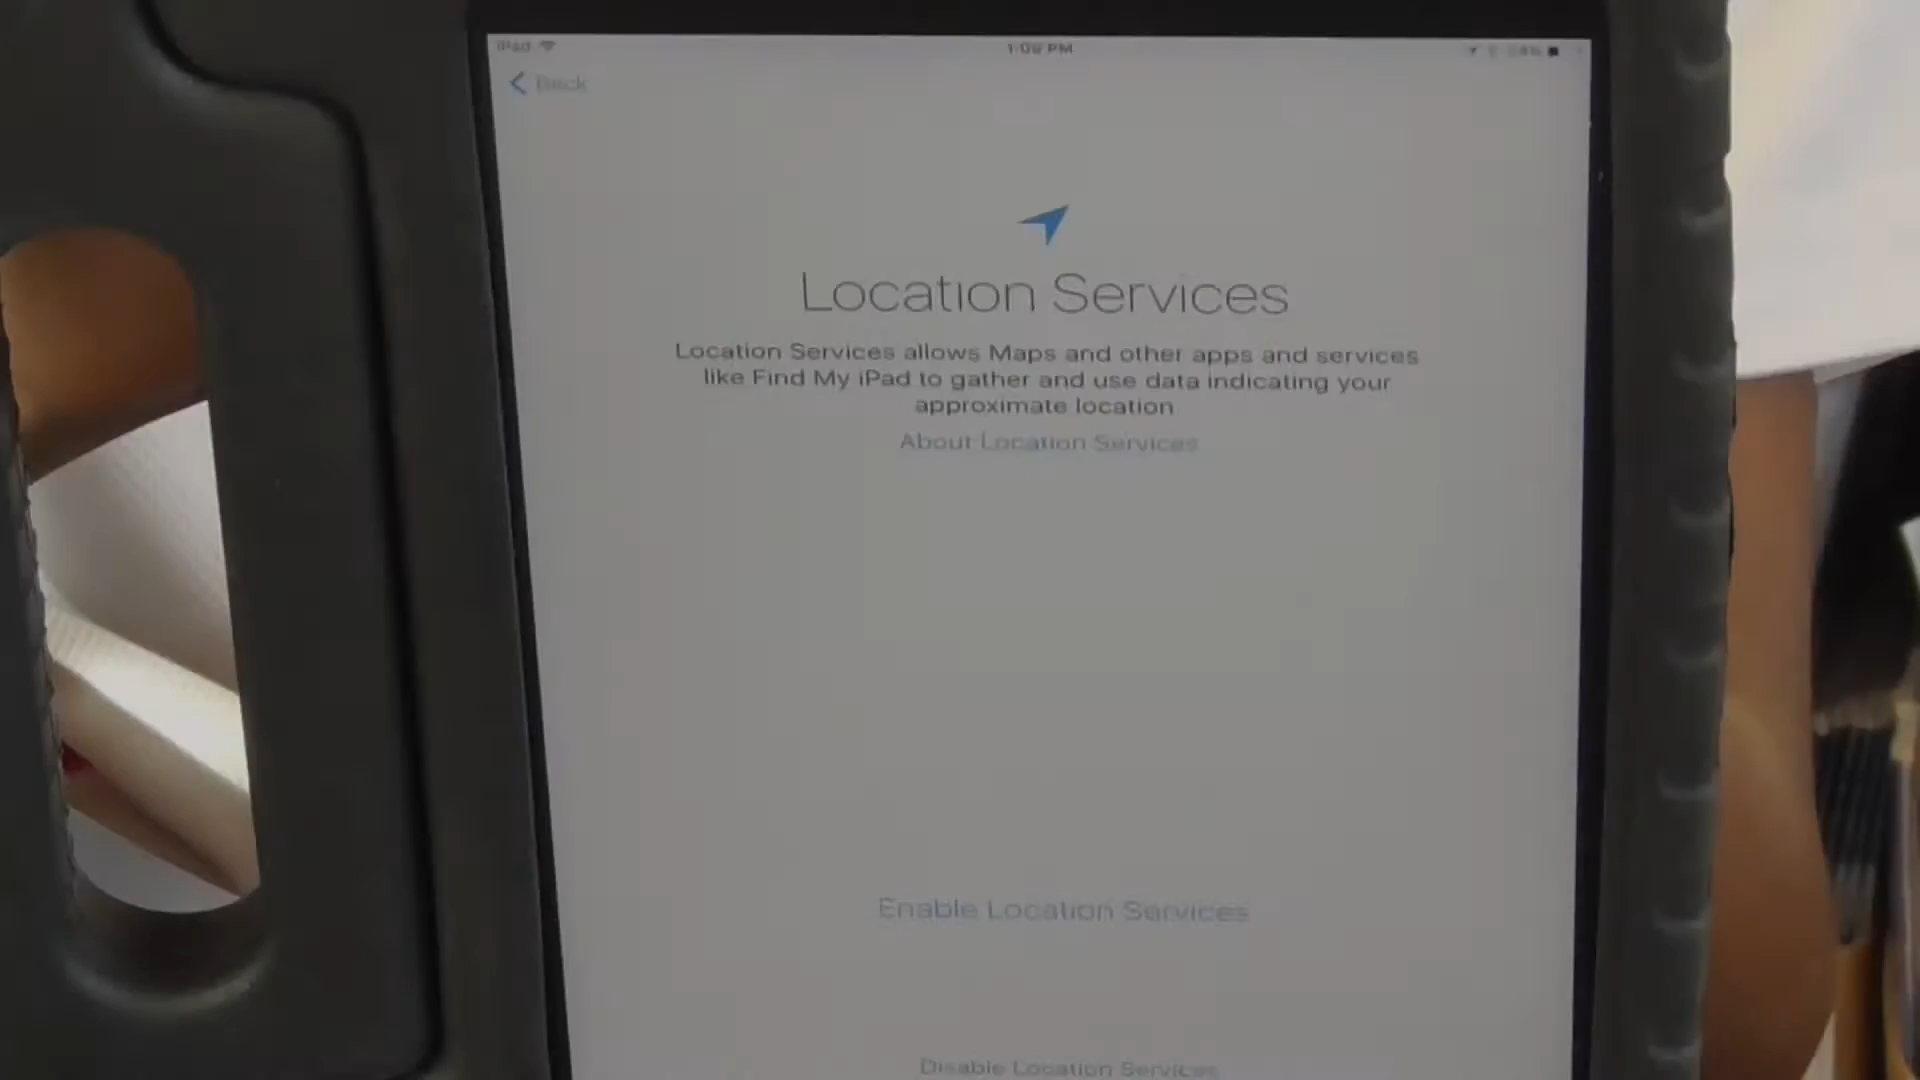 iPad
1:09 PM
Back
Location Services
Location Services allows Maps and other apps and services
like Find My iPad to gather and use data indicating your
approximate location
About Location Services
Enable Location Services
Disable Location Services